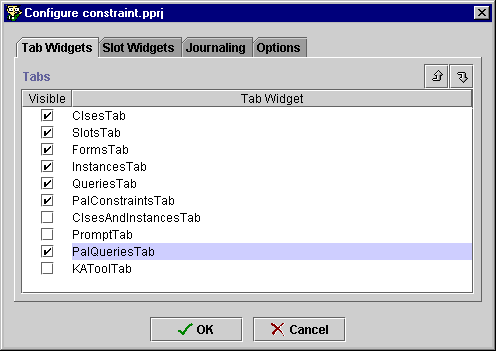 Configure constraint.pprj
Tab Widgets Slot Widgets Journaling Options
Tabs
Visible Tab Widget
ClsesTab
SlotsTab
FormsTab
InstancesTab
QueriesTab
PalConstraintsTab
ClsesAndInstancesTab
PromptTab
PalQueriesTab
KAToolTab
OK Cancel